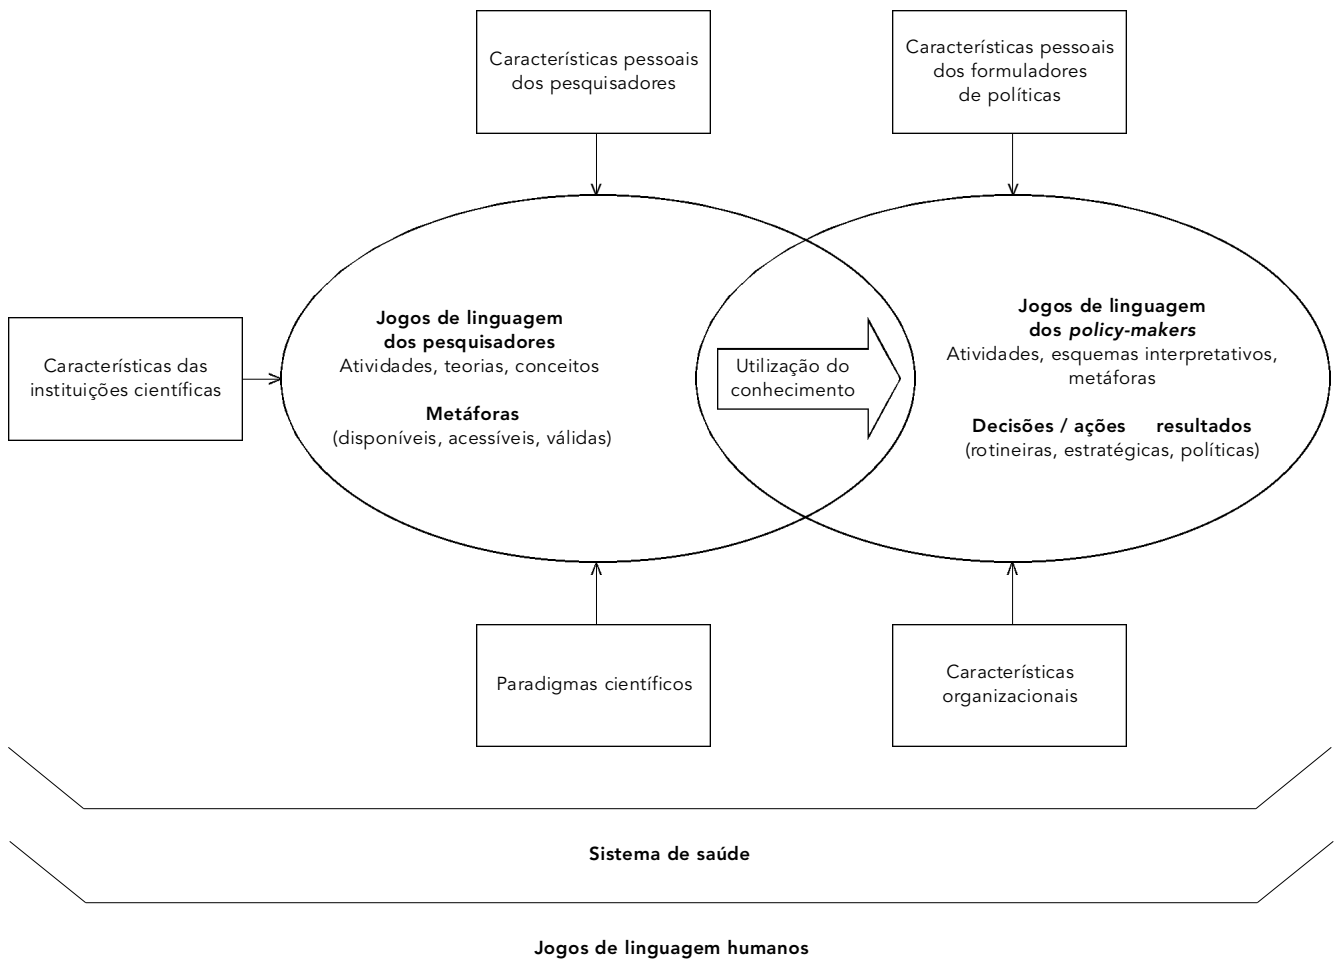 Características pessoais
dos pesquisadores
Características pessoais
dos formuladores
de políticas
Características das
instituições científicas
Jogos de linguagem
dos pesquisadores
Atividades, teorias, conceitos
Metáforas
(disponíveis, acessíveis, válidas)
Utilização do
conhecimento
Jogos de linguagem
dos policy-makers
Atividades, esquemas interpretativos,
metáforas
Decisões / ações resultados
(rotineiras, estratégicas, políticas)
Paradigmas científicos
Características
organizacionais
Sistema de saúde
Jogos de linguagem humanos